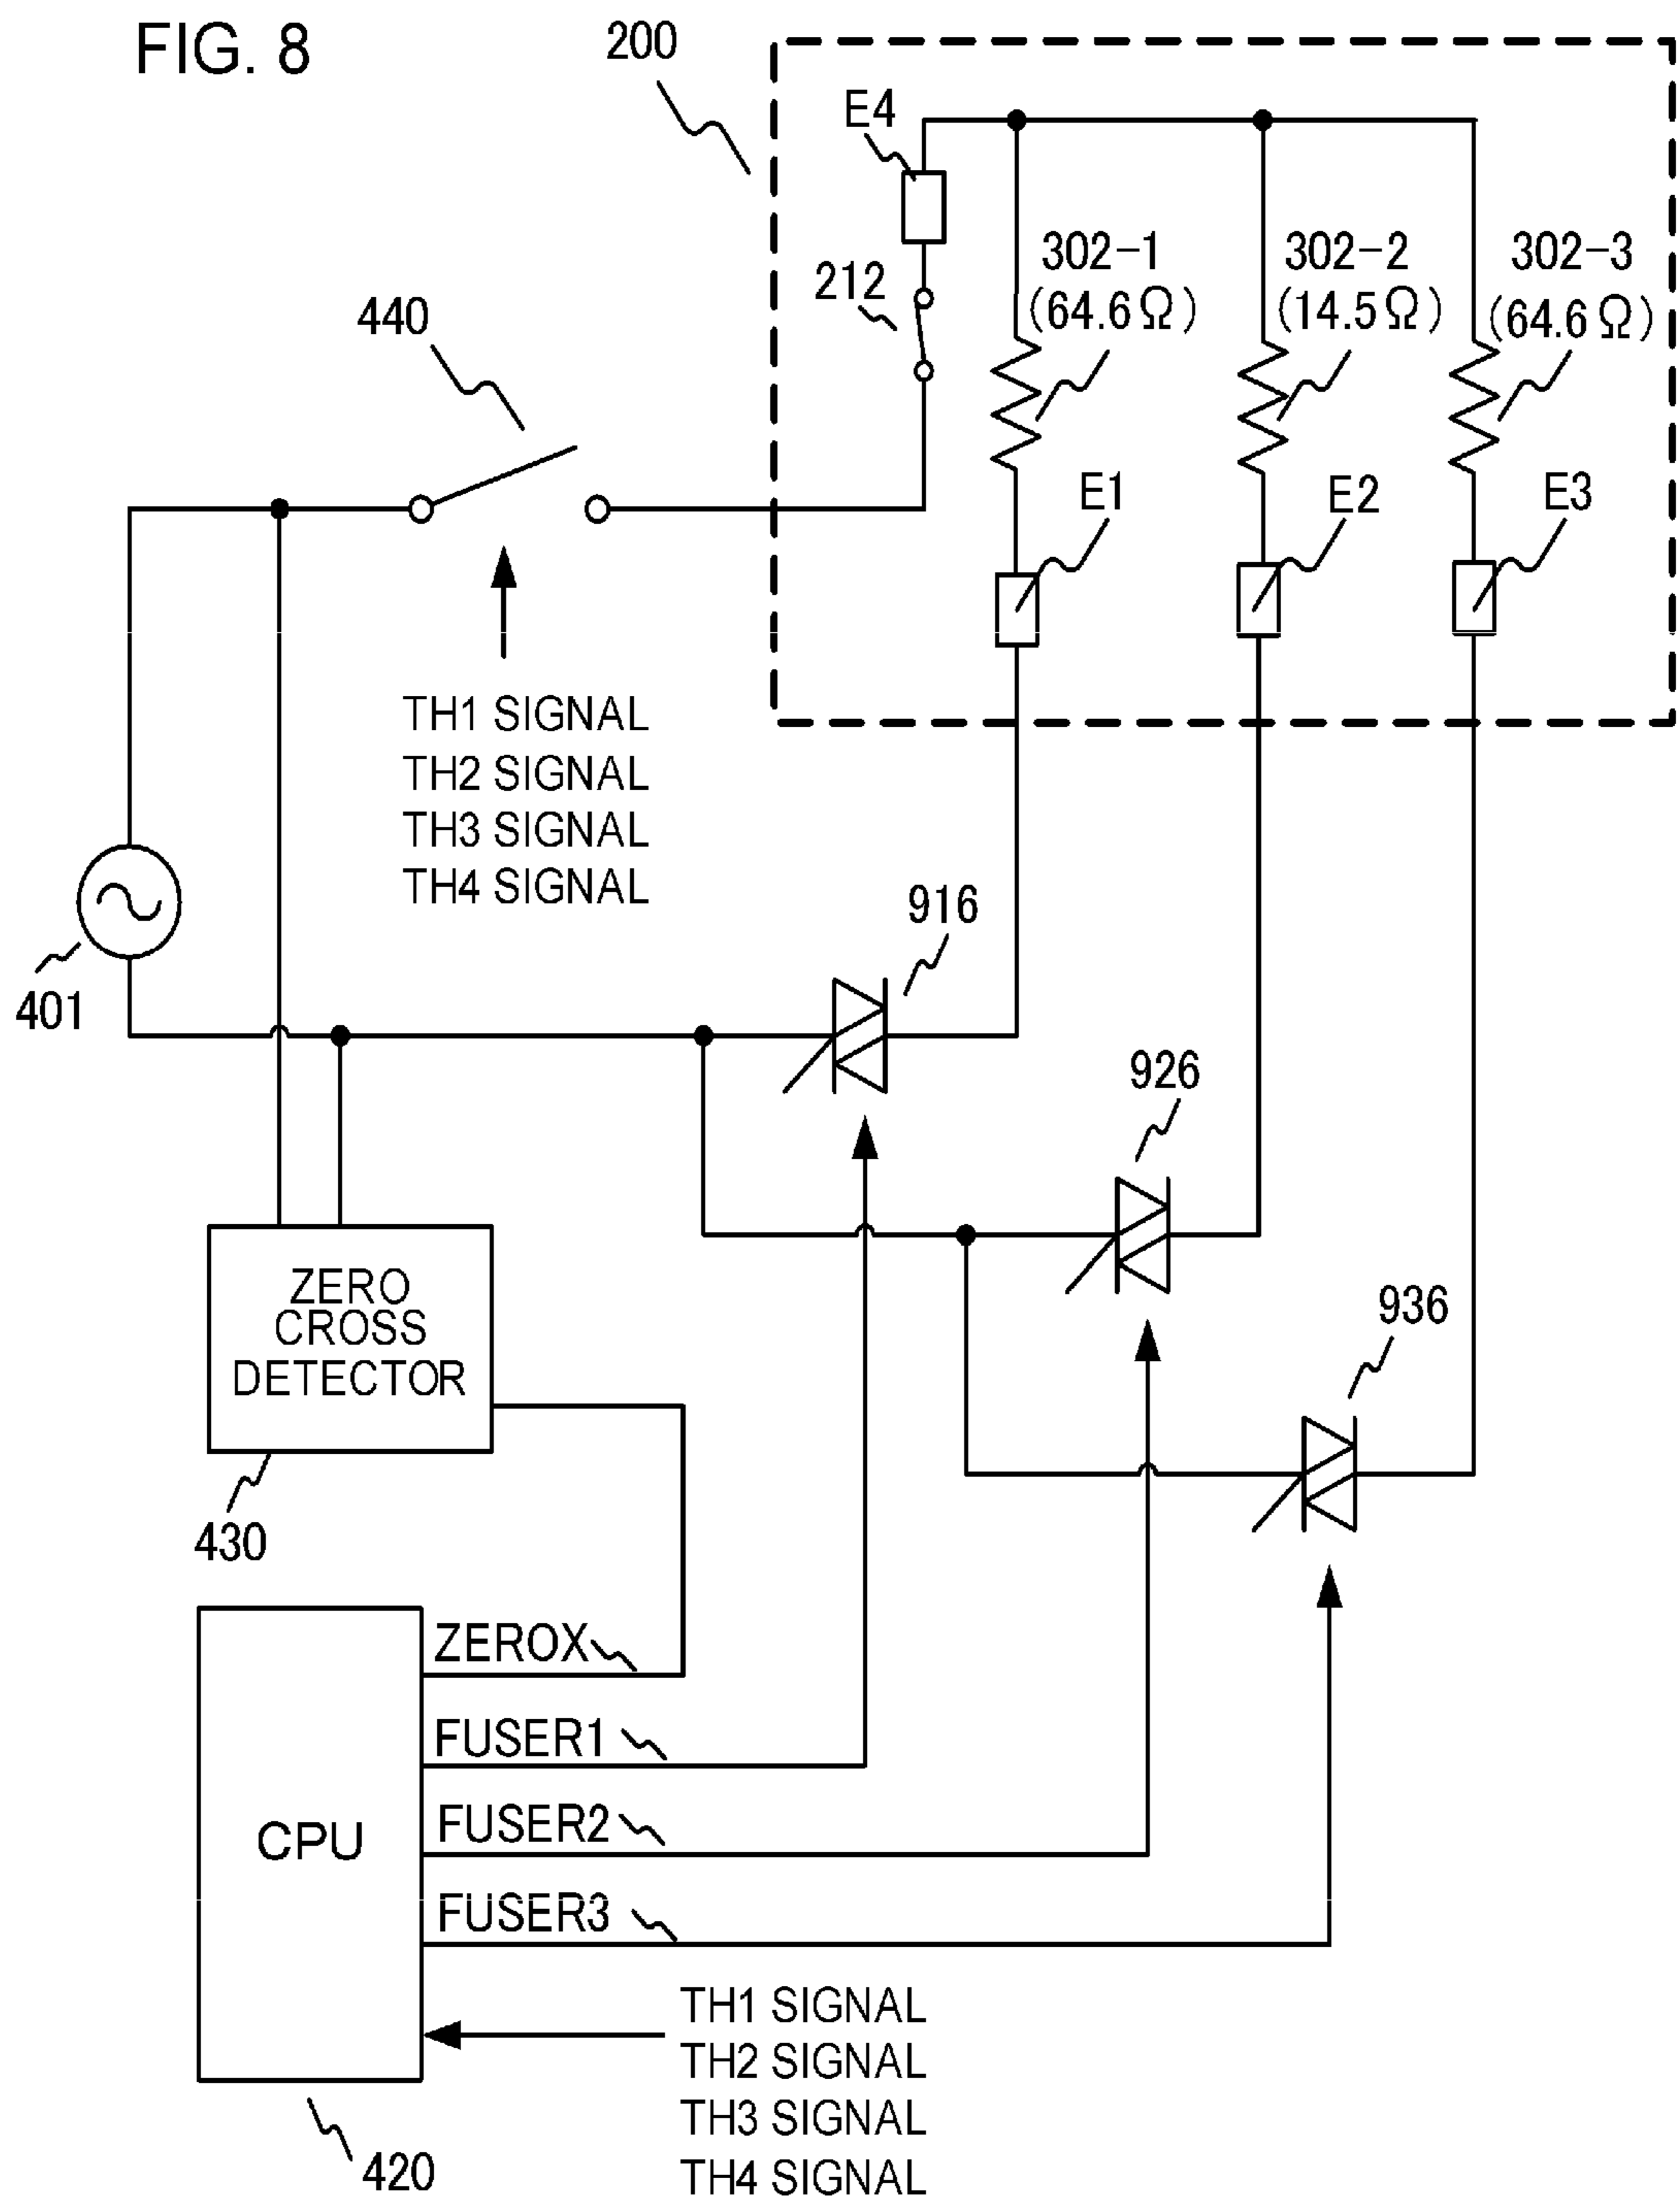 FIG. 8
200
E4
302-1
(64.6Ω)
302-2
(14.5Ω)
302-3
(64.6Ω)
212
440
E1
E2
E3
TH1 SIGNAL
TH2 SIGNAL
TH3 SIGNAL
TH4 SIGNAL
401
916
926
936
ZERO
CROSS
DETECTOR
430
ZEROX
FUSER1
FUSER2
FUSER3
CPU
TH1 SIGNAL
TH2 SIGNAL
TH3 SIGNAL
TH4 SIGNAL
420